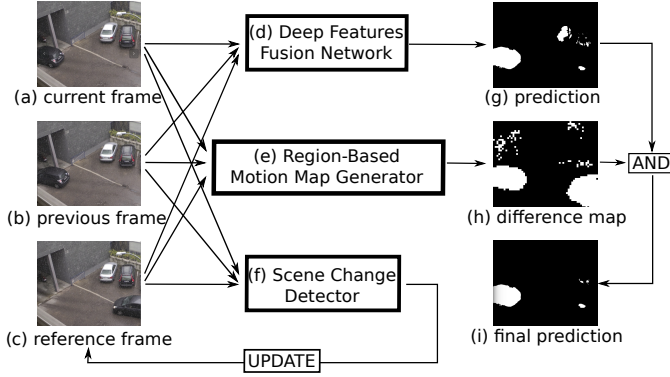 (d) Deep Features
Fusion Network
(a) current frame
(g) prediction
(e) Region-Based
Motion Map Generator
AND
(b) previous frame
(h) difference map
(f) Scene Change
Detector
(c) reference frame
(i) final prediction
UPDATE